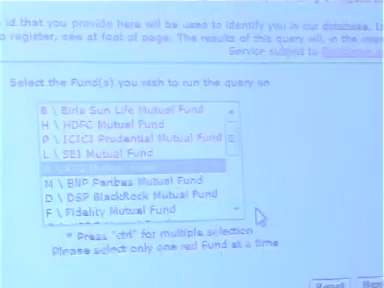 id that you provide here will be used to identify you in our database. 
register, see at foot of page. The results of this query will, in the
Service subject to
Select the Fund(s) you wish to run the query on
B \ Birla Sun Life Mutual Fund
H \ HDFC Mutual Fund
P \ ICICI Prudential Mutual Fund
L \ SBI Mutual Fund
M \ BNP Paribas Mutual Fund
D \ DSP BlackRock Mutual Fund
F \ Fidelity Mutual Fund
* Press "ctrl" for multiple selection
Please select only one red Fund at a time
Reset